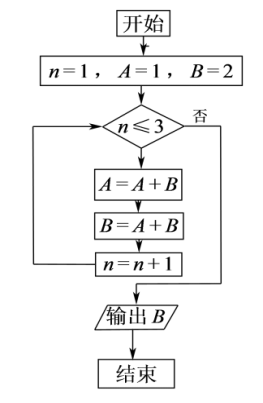 开始
n=1, A=1, B=2
n≤3
否
A=A+B
B=A+B
n=n+1
输出B
结束